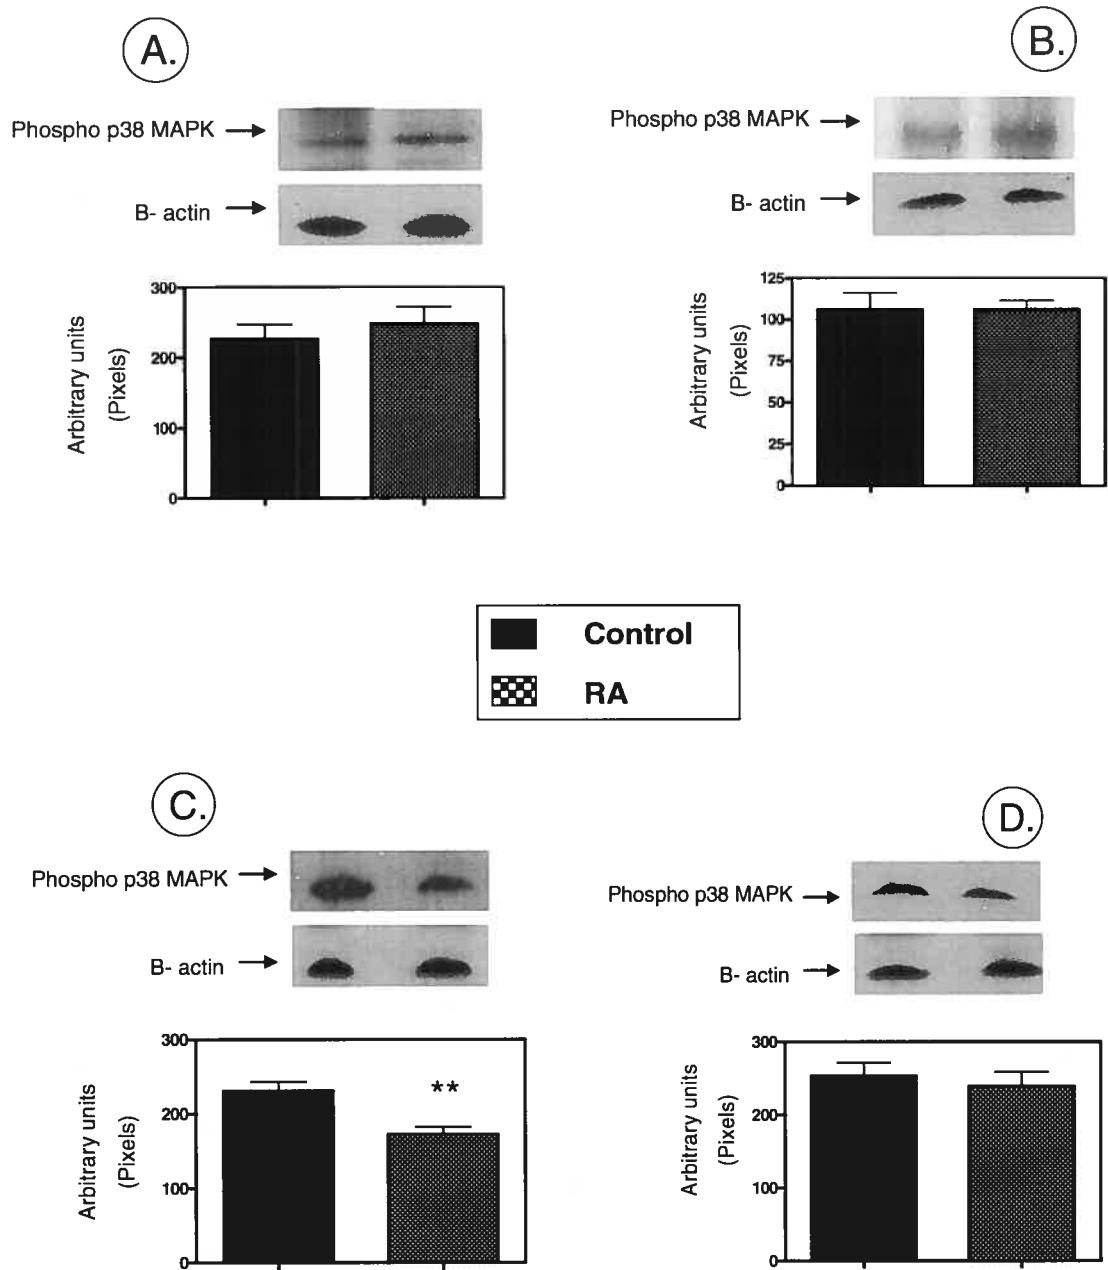 A.
Phospho p38 MAPK
B- actin
300
200
100
0
Arbitrary units
(Pixels)
B.
Phospho p38 MAPK
B- actin
125
100
75
50
25
0
Arbitrary units
(Pixels)
Control
RA
C.
Phospho p38 MAPK
B- actin
300
200
100
0
Arbitrary units
(Pixels)
**
D.
Phospho p38 MAPK
B- actin
300
200
100
0
Arbitrary units
(Pixels)